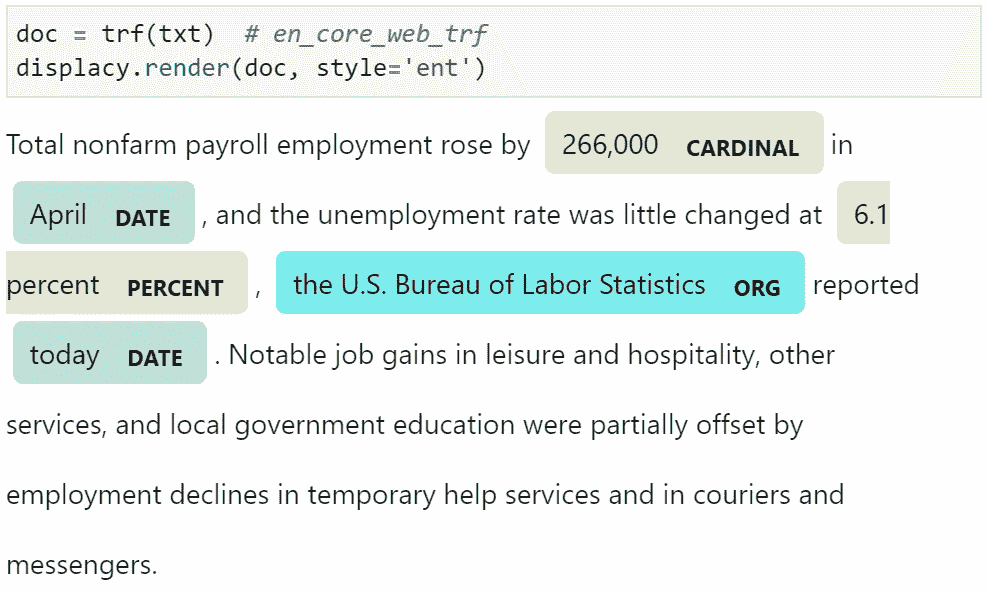 doc = trf(txt)  # en_core_web_trf
displacy.render(doc, style='ent')
Total nonfarm payroll employment rose by 266,000 CARDINAL in
April DATE , and the unemployment rate was little changed at 6.1
percent PERCENT , the U.S. Bureau of Labor Statistics ORG reported
today DATE . Notable job gains in leisure and hospitality, other
services, and local government education were partially offset by
employment declines in temporary help services and in couriers and
messengers.